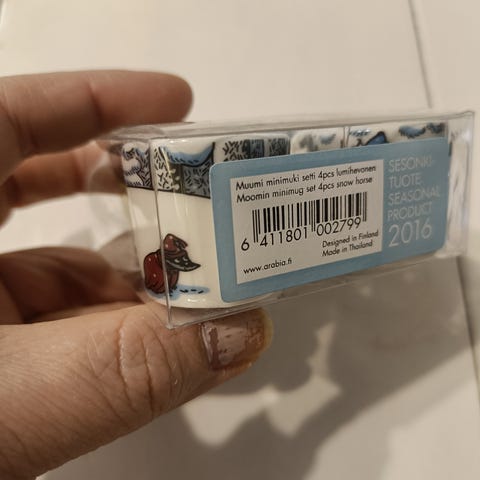 Muumi minimuki setti 4pcs lumihevonen
Moomin minimug set 4pcs snow horse
6 411801 002799
Designed in Finland
Made in Thailand
www.arabia.fi
SESONKI-
TUOTE
SEASONAL
PRODUCT
2016